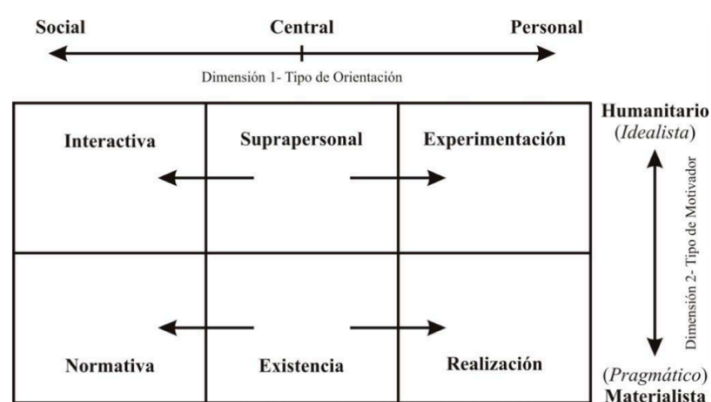 Social Central Personal
Dimensión 1- Tipo de Orientación
Humanitario
(Idealista)
Interactiva Suprapersonal Experimentación
Dimensión 2- Tipo de Motivador
Normativa Existencia Realización
(Pragmático)
Materialista